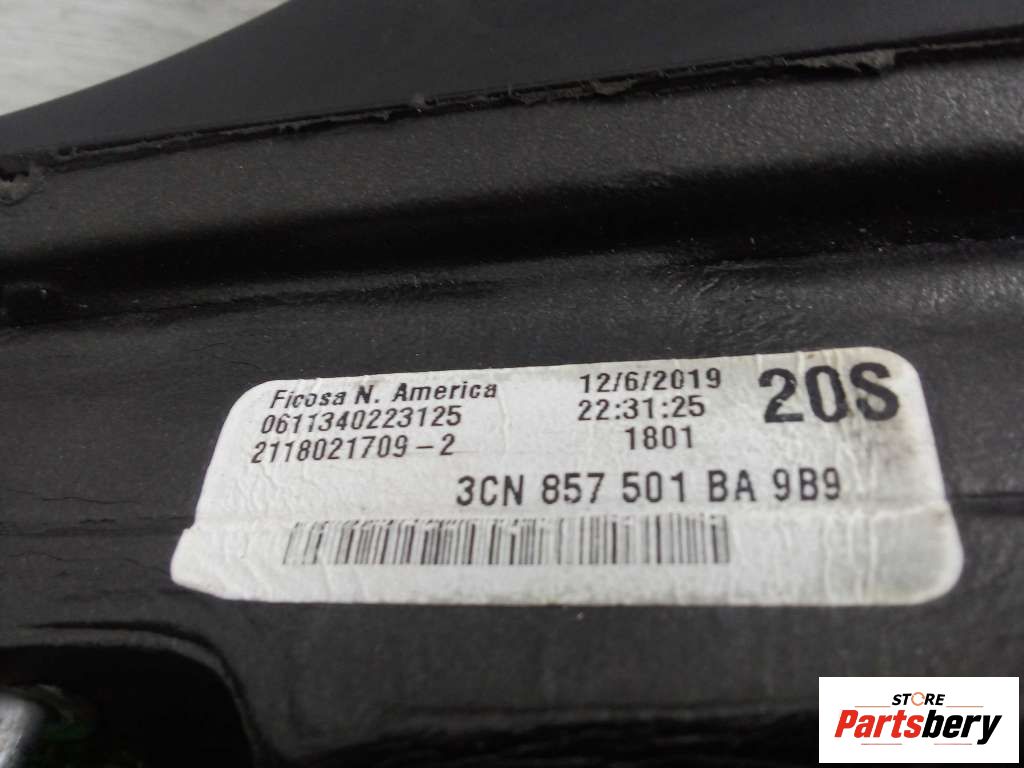 Ficosa N. America 12/6/2019 20S
0611340223125 22:31:25
2118021709-2 1801
3CN 857 501 BA 9B9
STORE
Partsbery